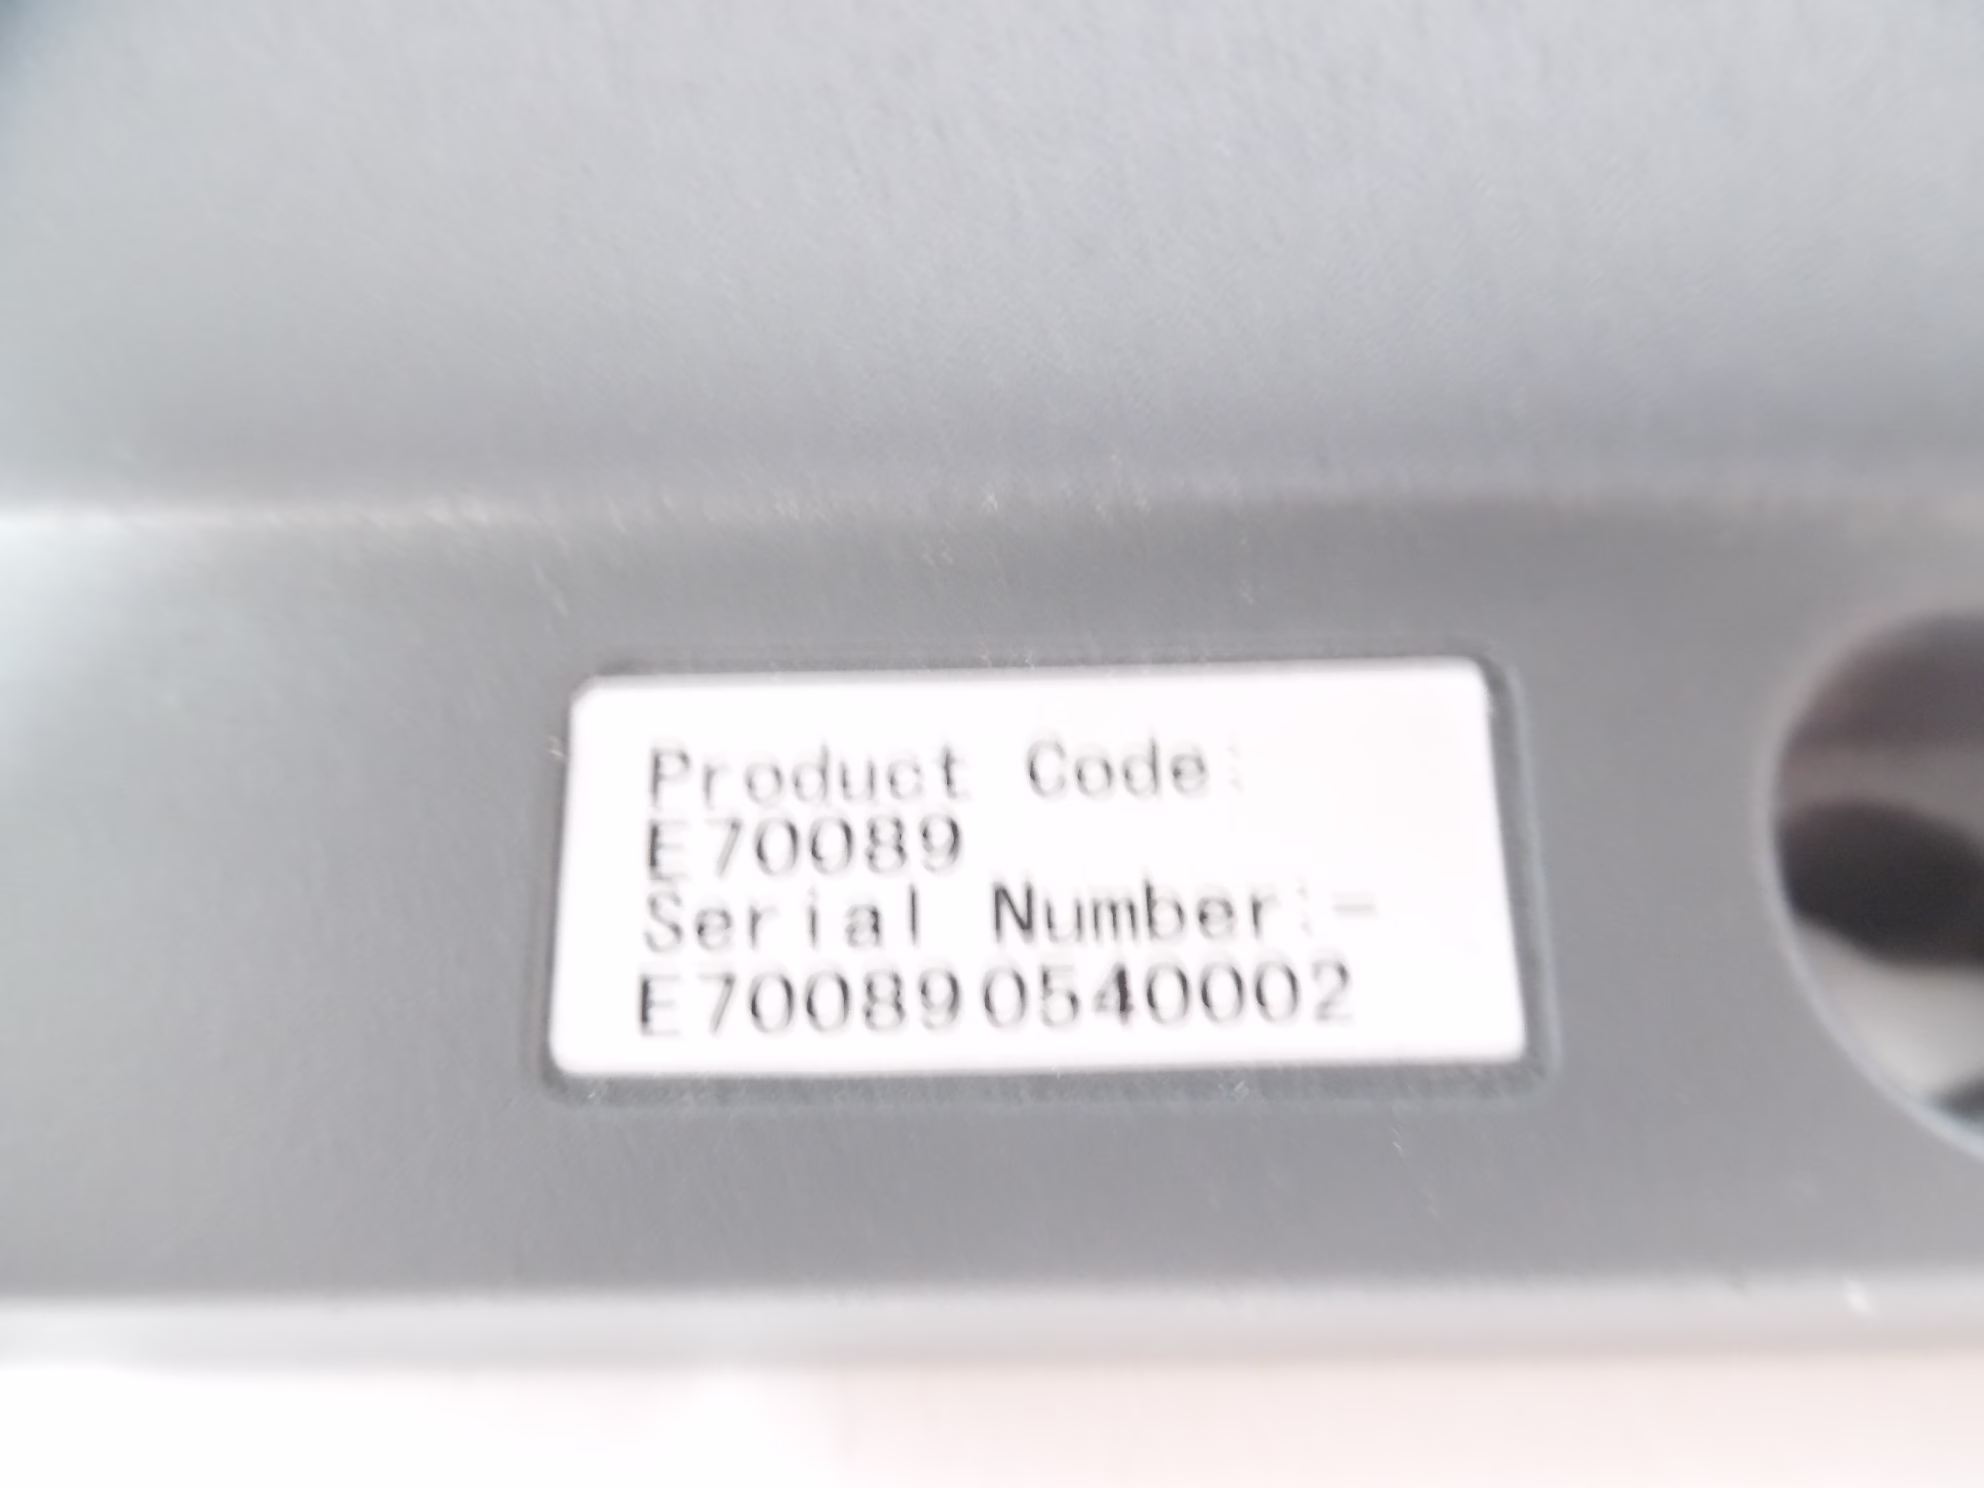 Product Code:
E70089
Serial Number:-
E700890540002